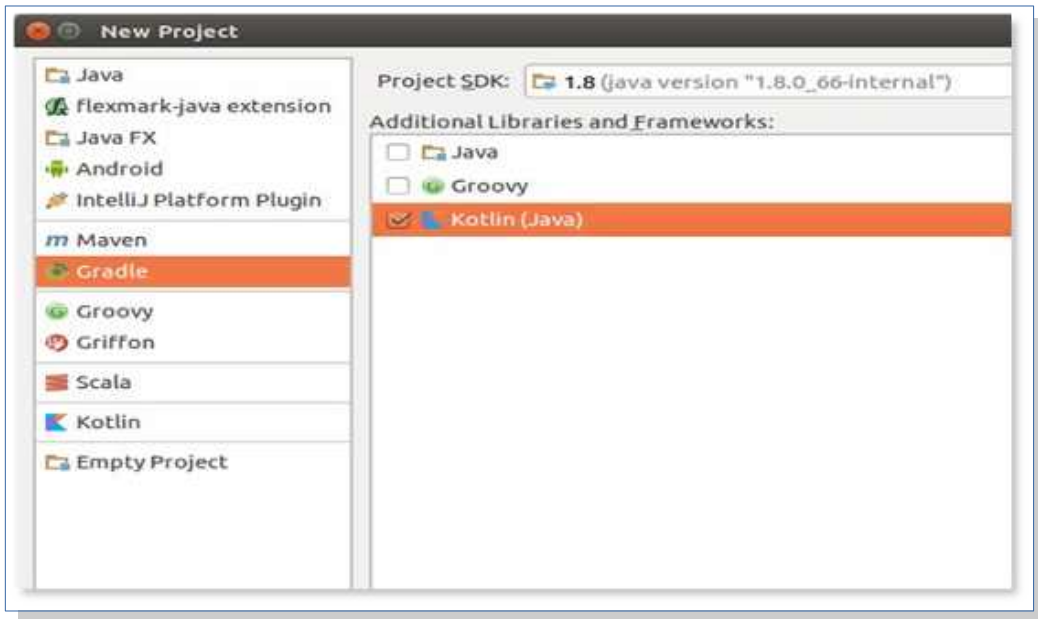 New Project
Java
flexmark-java extension
Java FX
Android
IntelliJ Platform Plugin
Maven
Gradle
Groovy
Griffon
Scala
Kotlin
Empty Project
Project SDK: 1.8 (java version "1.8.0_66-internal")
Additional Libraries and Frameworks:
Java
Groovy
Kotlin (Java)